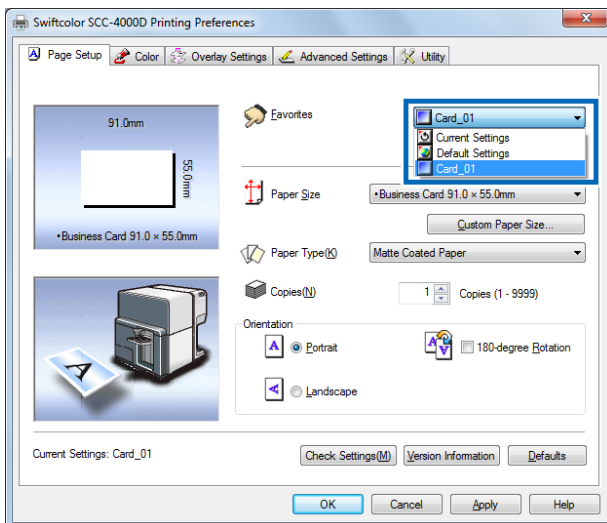 Swiftcolor SCC-4000D Printing Preferences
Page Setup Color Overlay Settings Advanced Settings Utility
91.0mm
55.0mm
•Business Card 91.0 × 55.0mm
Favorites
Card_01
Current Settings
Default Settings
Card_01
Paper Size
•Business Card 91.0 × 55.0mm
Custom Paper Size...
Paper Type(K)
Matte Coated Paper
Copies(N)
1
Copies (1 - 9999)
Orientation
A
Portrait
A
A
180-degree Rotation
A
Landscape
A
Current Settings: Card_01
Check Settings(M) Version Information Defaults
OK Cancel Apply Help